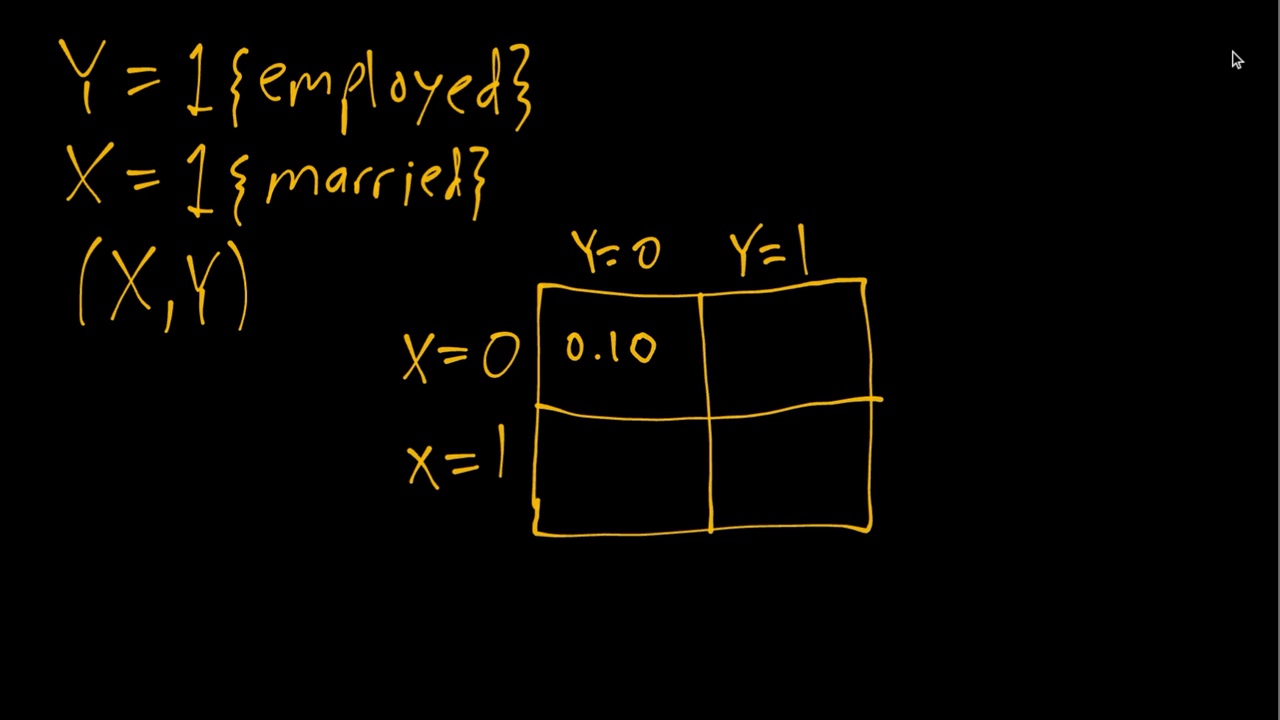 Y = 1{employed}
X = 1{married}
(X,Y)
Y=0 Y=1
X=0 0.10
X=1